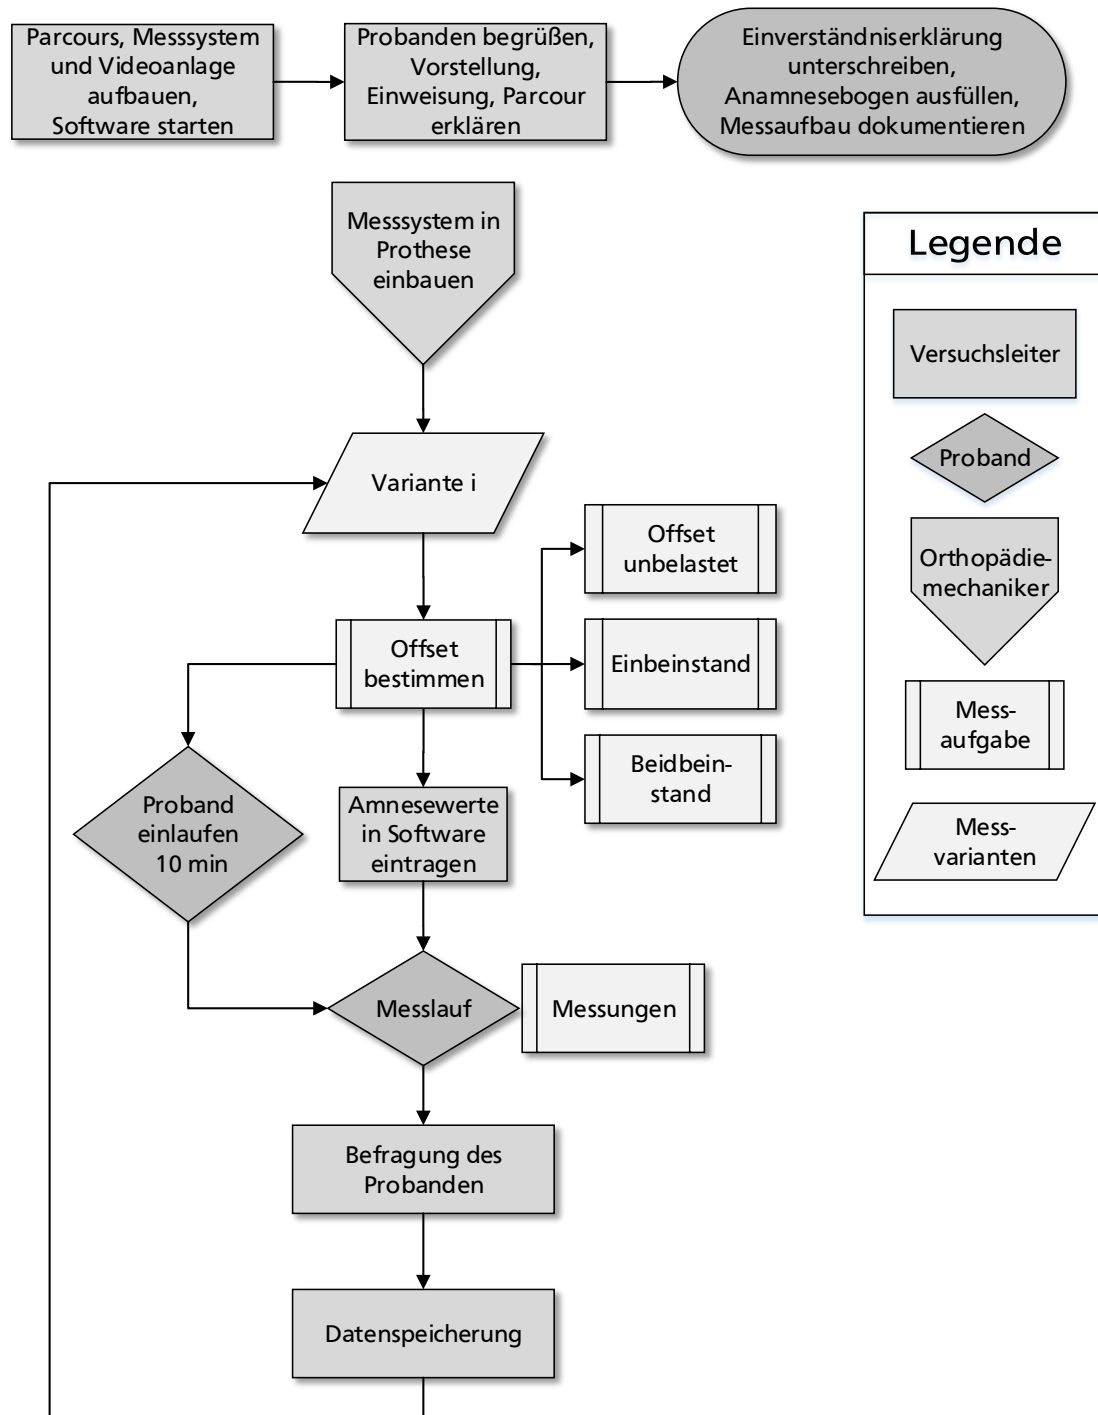 Parcours, Messsystem
und Videoanlage
aufbauen,
Software starten
Probanden begrüßen,
Vorstellung,
Einweisung, Parcour
erklären
Einverständniserklärung
unterschreiben,
Anamnesebogen ausfüllen,
Messaufbau dokumentieren
Messsystem in
Prothese
einbauen
Variante i
Offset
bestimmen
Offset
unbelastet
Einbeinstand
Beidbein-
stand
Proband
einlaufen
10 min
Amnesewerte
in Software
eintragen
Messlauf
Messungen
Befragung des
Probanden
Datenspeicherung
Legende
Versuchsleiter
Proband
Orthopädie-
mechaniker
Mess-
aufgabe
Mess-
varianten